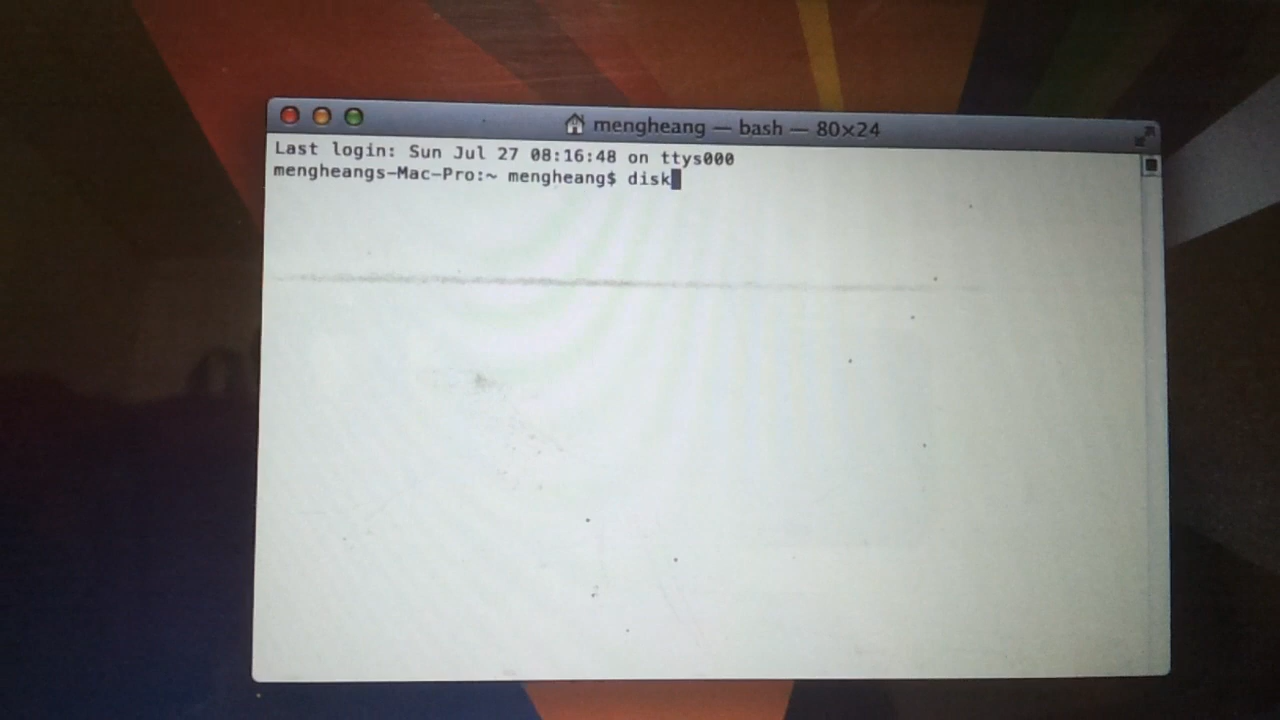 mengheang — bash — 80×24
Last login: Sun Jul 27 08:16:48 on ttys000
mengheangs-Mac-Pro:~ mengheang$ disk